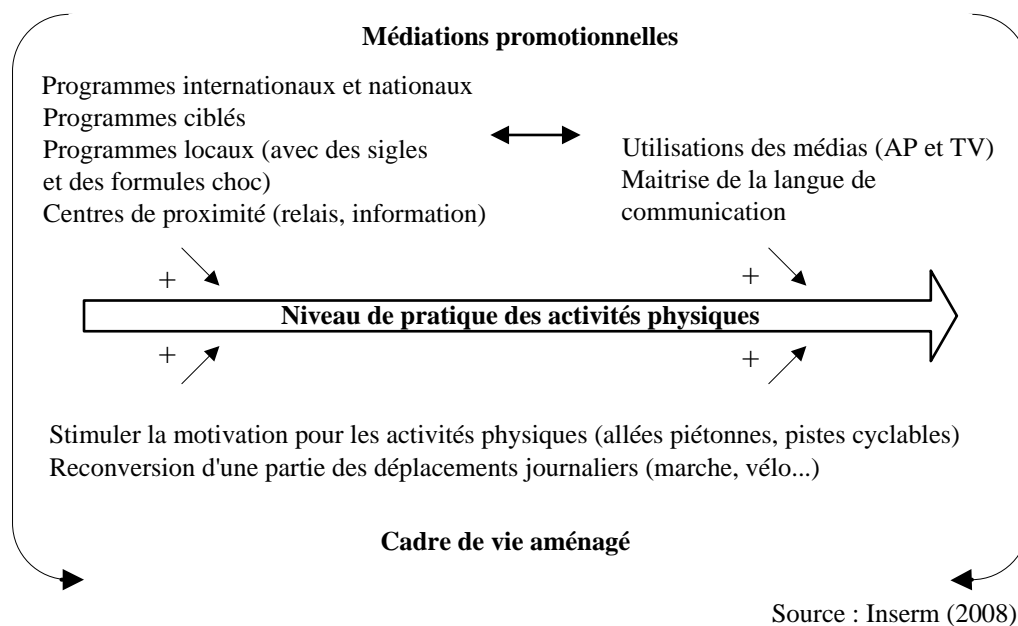 Médiations promotionnelles
Programmes internationaux et nationaux
Programmes ciblés
Programmes locaux (avec des sigles
et des formules choc)
Centres de proximité (relais, information)
Utilisations des médias (AP et TV)
Maitrise de la langue de
communication
+
+
Niveau de pratique des activités physiques
+
+
Stimuler la motivation pour les activités physiques (allées piétonnes, pistes cyclables)
Reconversion d'une partie des déplacements journaliers (marche, vélo...)
Cadre de vie aménagé
Source : Inserm (2008)